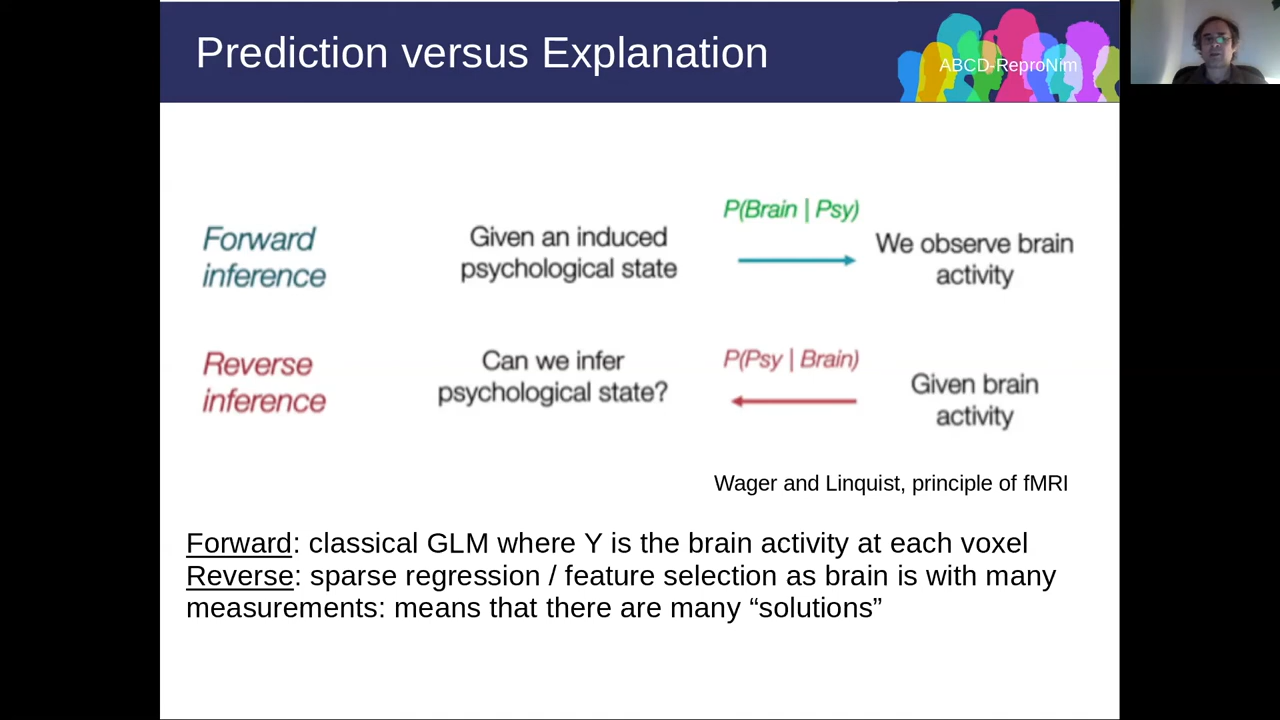 Prediction versus Explanation
ABCD-ReproNim
P(Brain | Psy)
Forward
inference
Given an induced
psychological state
We observe brain
activity
Reverse
inference
Can we infer
psychological state?
P(Psy | Brain)
Given brain
activity
Wager and Linquist, principle of fMRI
Forward: classical GLM where Y is the brain activity at each voxel
Reverse: sparse regression / feature selection as brain is with many
measurements: means that there are many “solutions”